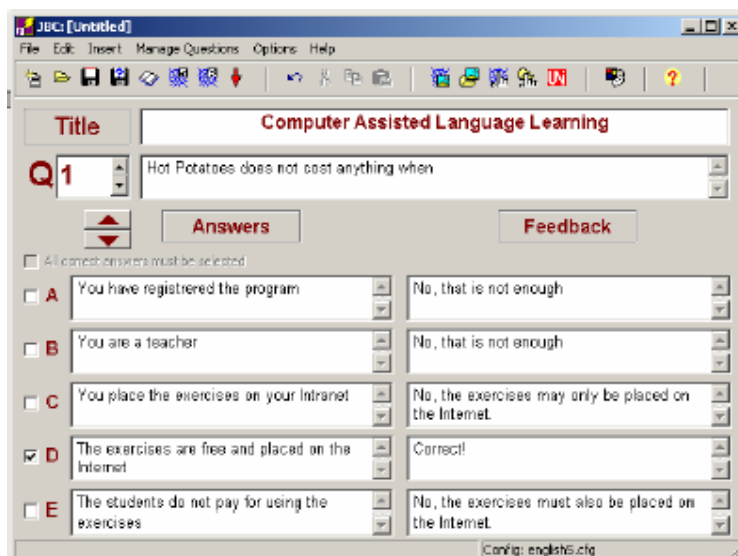 JBC: [Untitled]
File Edit Insert Manage Questions Options Help
Title
Computer Assisted Language Learning
Q 1
Hot Potatoes does not cost anything when
Answers
Feedback
All correct answers must be selected
A
You have registrered the program
No, that is not enough
B
You are a teacher
No, that is not enough
C
You place the exercises on your Intranet
No, the exercises may only be placed on
the Internet.
D
The exercises are free and placed on the
Internet
Correct!
E
The students do not pay for using the
exercises
No, the exercises must also be placed on
the Internet.
Config: english5.cfg